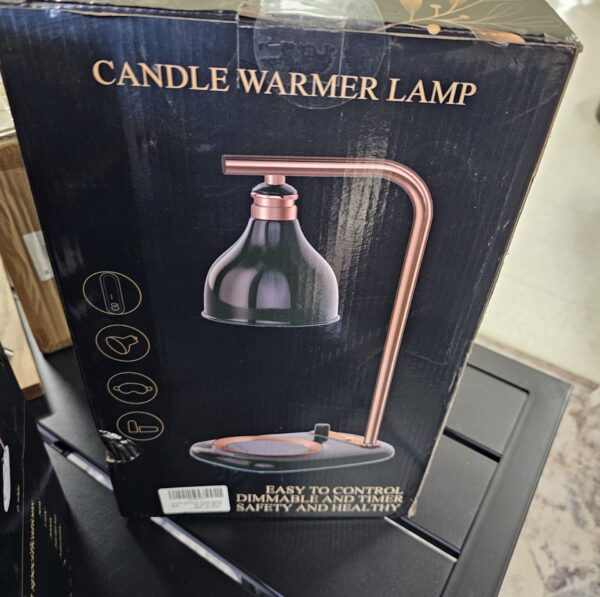 CANDLE WARMER LAMP
EASY TO CONTROL
DIMMABLE AND TIMER
SAFETY AND HEALTHY